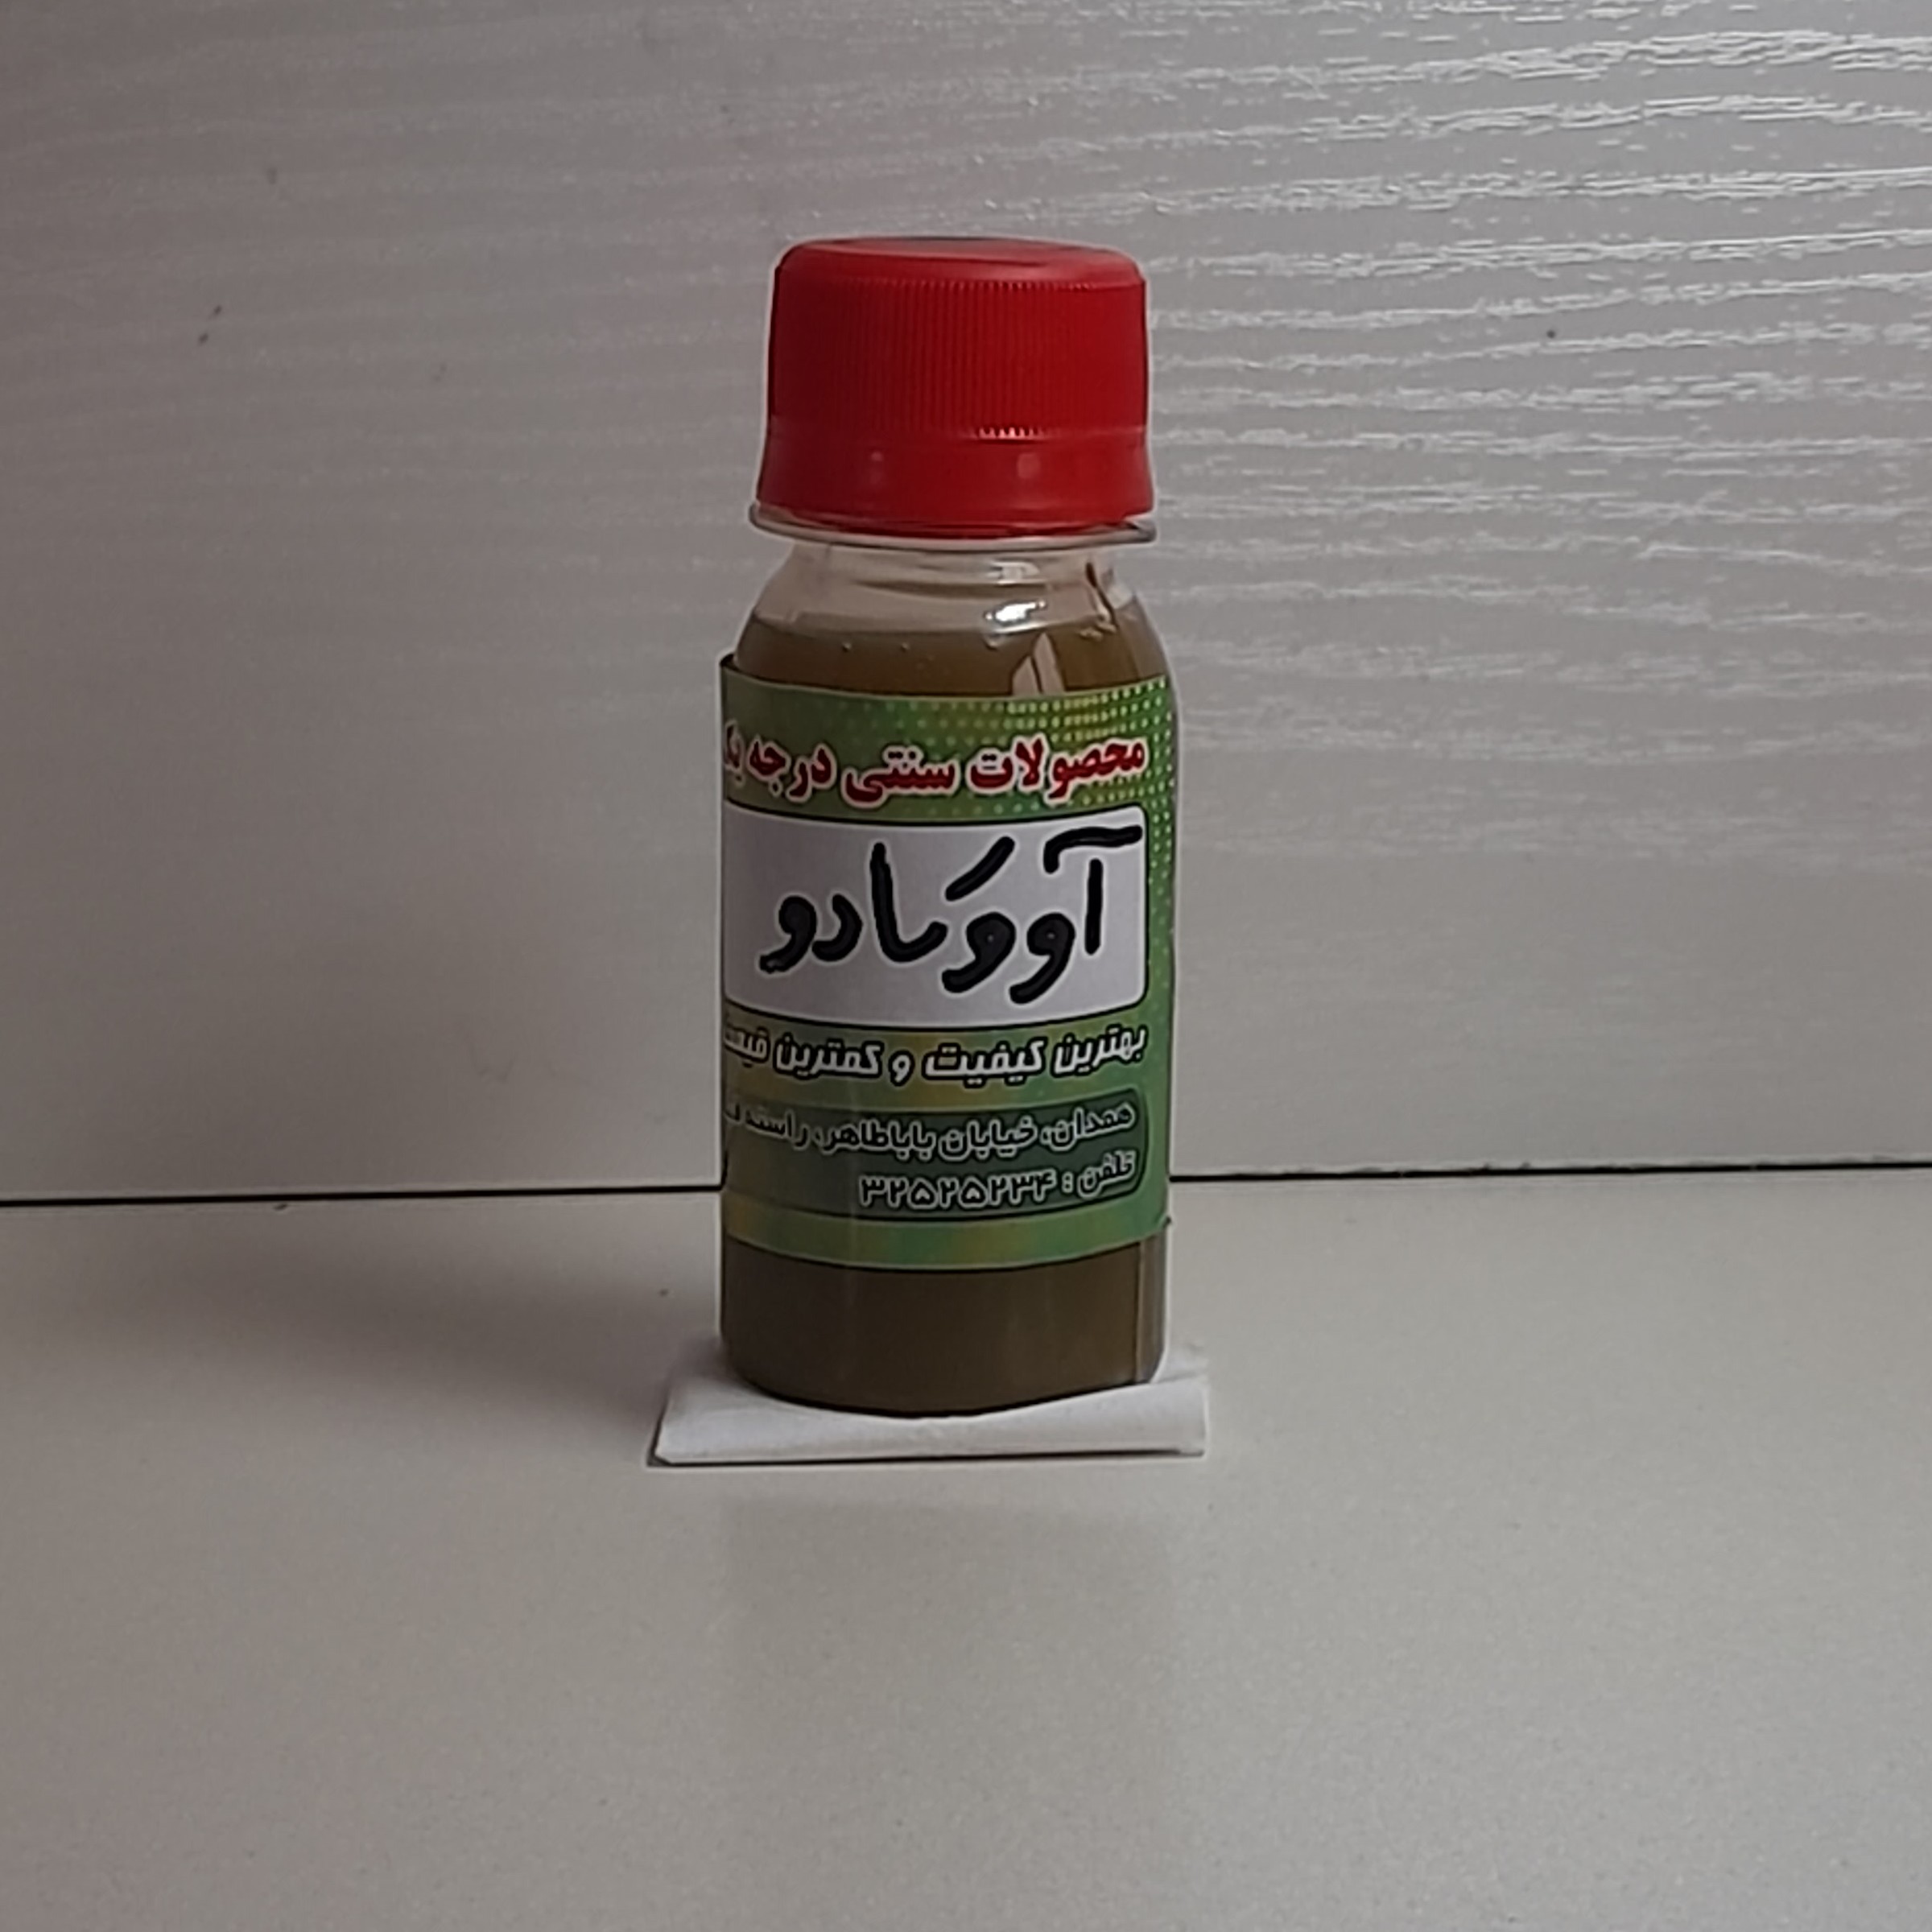 محصولات سنتی درجه یک
آووکادو
بهترین کیفیت و کمترین قیمت
همدان، خیابان باباطاهر، راسته
تلفن : ۳۲۵۲۵۲۳۴